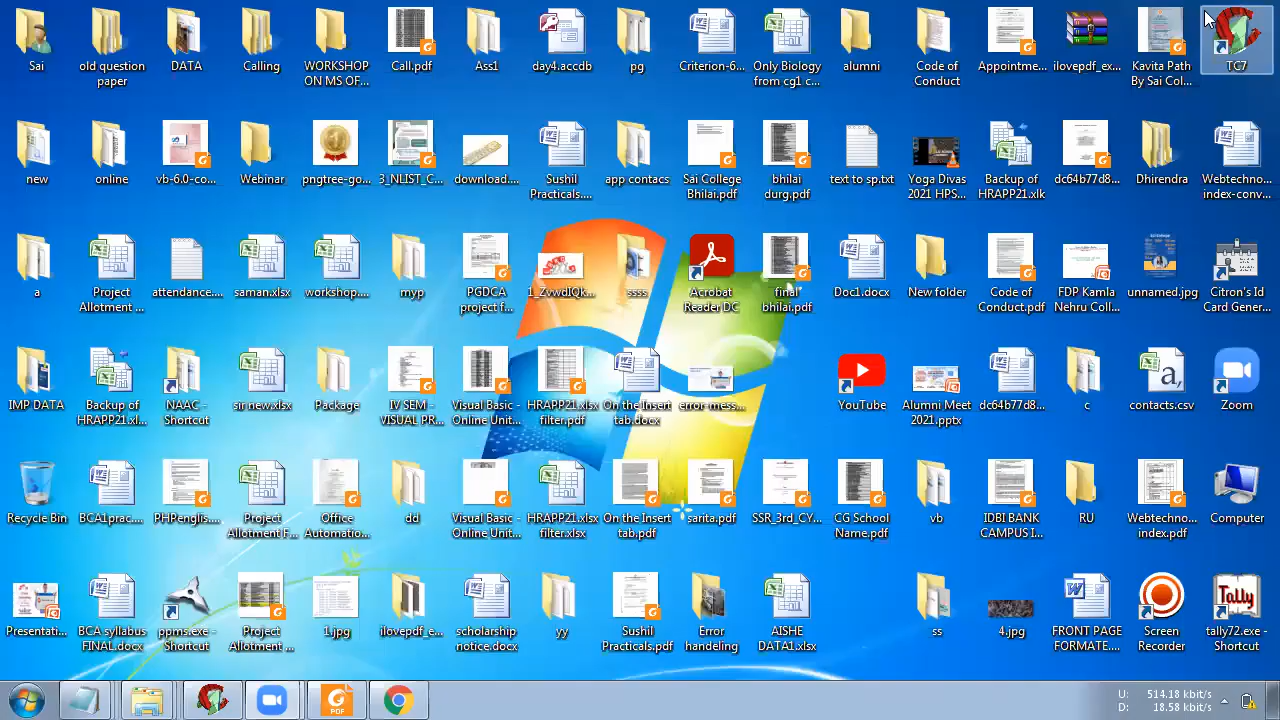 Sai
old question
paper
DATA
Calling
WORKSHOP
ON MS OF...
Call.pdf
Ass1
day4.accdb
pg
Criterion-6...
Only Biology
from cg1 c...
alumni
Code of
Conduct
Appointme...
ilovepdf_ex...
Kavita Path
By Sai Col...
TC7
new
online
vb-6.0-co...
Webinar
pngtree-go...
3_NLIST_C...
download....
Sushil
Practicals....
app contacs
Sai College
Bhilai.pdf
bhilai
durg.pdf
text to sp.txt
Yoga Divas
2021 HPS...
Backup of
HRAPP21.xlk
dc64b77d8...
Dhirendra
Webtechno...
index-conv...
a
Project
Allotment ...
attendance....
saman.xlsx
workshop....
myp
PGDCA
project f...
1_ZvwdIQk...
ssss
Acrobat
Reader DC
final
bhilai.pdf
Doc1.docx
New folder
Code of
Conduct.pdf
FDP Kamla
Nehru Coll...
unnamed.jpg
Citron's Id
Card Gener...
IMP DATA
Backup of
HRAPP21.xl...
NAAC -
Shortcut
sir nov.xlsx
Package
IV SEM -
VISUAL PR...
Visual Basic -
Online Unit...
HRAPP21.xlsx
filter.pdf
On the Insert
tab.docx
error-mess...
YouTube
Alumni Meet
2021.pptx
dc64b77d8...
c
contacts.csv
Zoom
Recycle Bin
BCA1prac....
PHPenglis....
Project
AllotmentC...
Office
Automatio...
dd
Visual Basic -
Online Unit...
HRAPP21.xlsx
filter.xlsx
On the Insert
tab.pdf
sarita.pdf
SSR_3rd_CY...
CG School
Name.pdf
vb
IDBI BANK
CAMPUS I...
RU
Webtechno...
index.pdf
Computer
Presentati...
BCA syllabus
FINAL.docx
ppmis.exe -
Shortcut
Project
Allotment ...
1.jpg
ilovepdf_e...
scholarship
notice.docx
yy
Sushil
Practicals.pdf
Error
handeling
AISHE
DATA1.xlsx
ss
4.jpg
FRONT PAGE
FORMATE....
Screen
Recorder
Tally
tally72.exe -
Shortcut
PDF
U: 514.18 kbit/s
D: 18.58 kbit/s